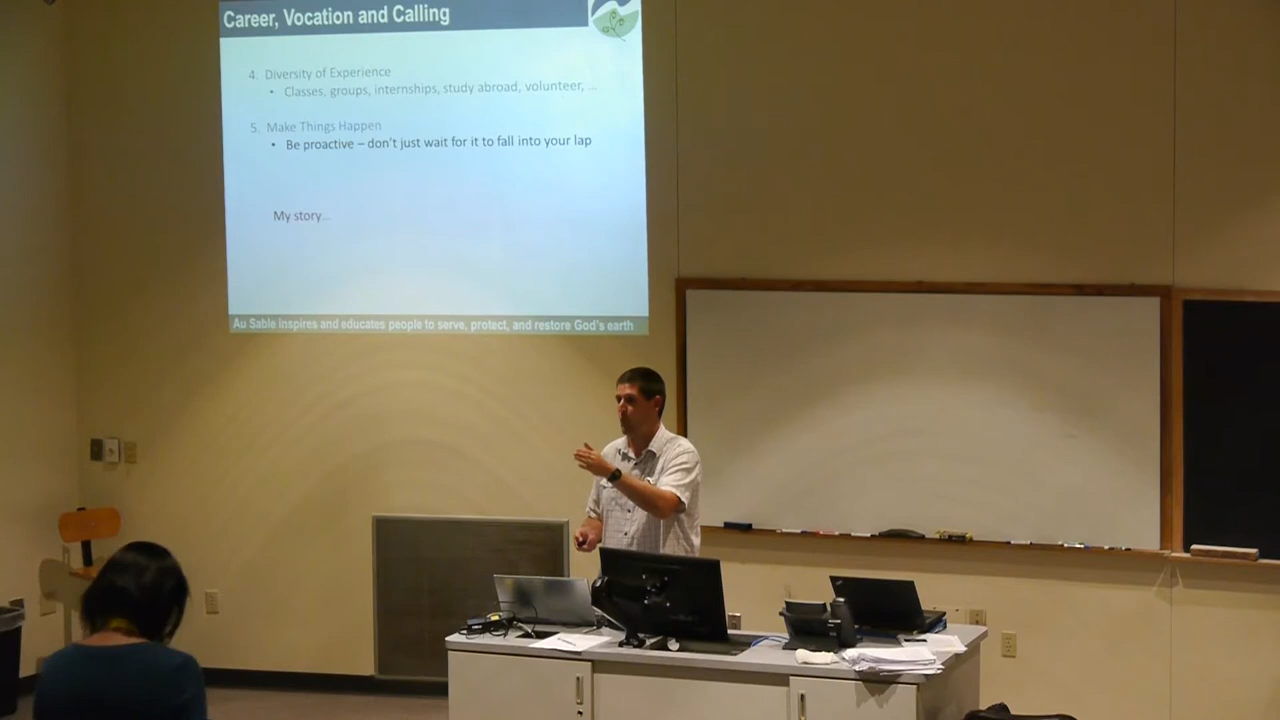 Career, Vocation and Calling
4. Diversity of Experience
• Classes, groups, internships, study abroad, volunteer, ...
5. Make Things Happen
• Be proactive – don't just wait for it to fall into your lap
My story...
Au Sable inspires and educates people to serve, protect, and restore God's earth